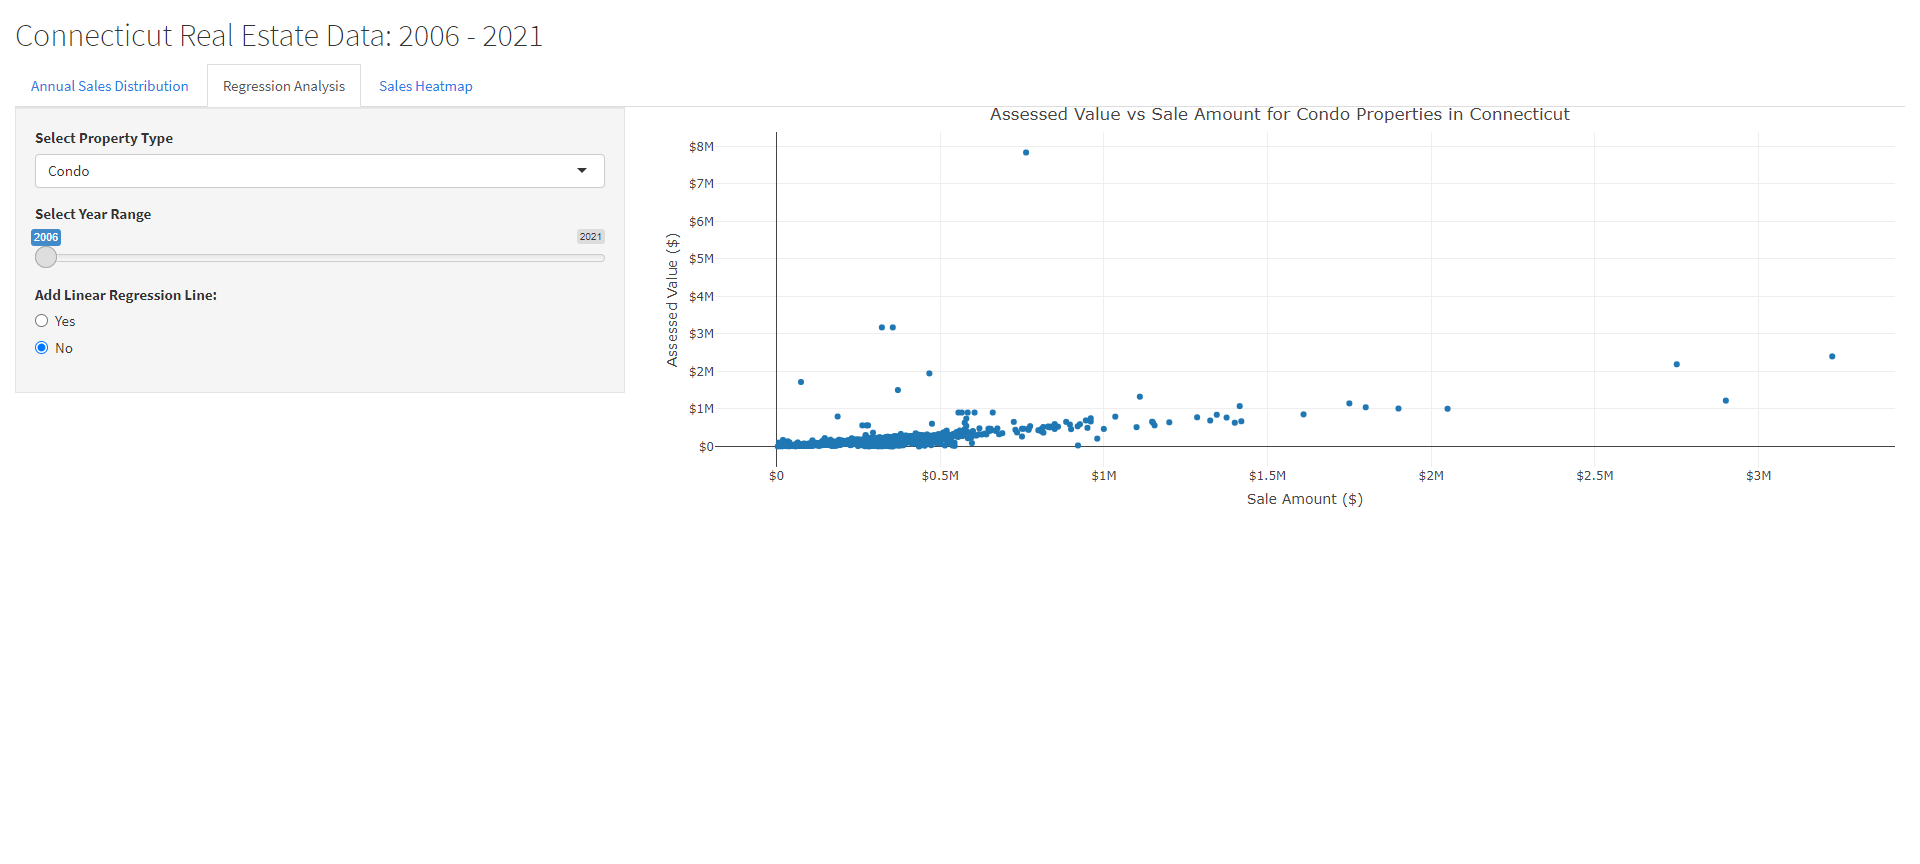 Connecticut Real Estate Data: 2006 - 2021
Annual Sales Distribution
Regression Analysis
Sales Heatmap
Select Property Type
Condo
Select Year Range
2006
2021
Add Linear Regression Line:
Yes
No
Assessed Value vs Sale Amount for Condo Properties in Connecticut
Assessed Value ($)
$8M
$7M
$6M
$5M
$4M
$3M
$2M
$1M
$0
$0 $0.5M $1M $1.5M $2M $2.5M $3M
Sale Amount ($)